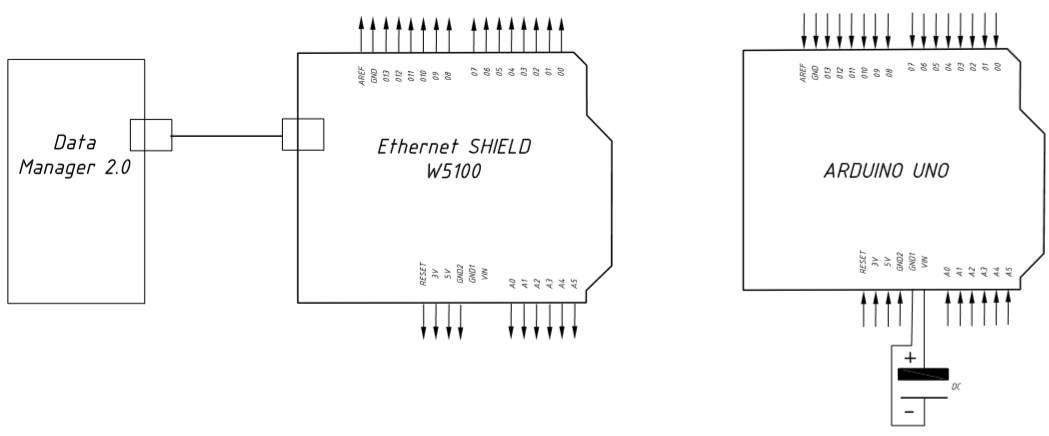 AREF GND 013 012 011 010 09 08 07 06 05 04 03 02 01 00
AREF GND 013 012 011 010 09 08 07 06 05 04 03 02 01 00
Data
Manager 2.0
Ethernet SHIELD
W5100
ARDUINO UNO
RESET 3V 5V GND2 GND1 VIN A0 A1 A2 A3 A4 A5
RESET 3V 5V GND2 GND1 VIN A0 A1 A2 A3 A4 A5
+
DC
-